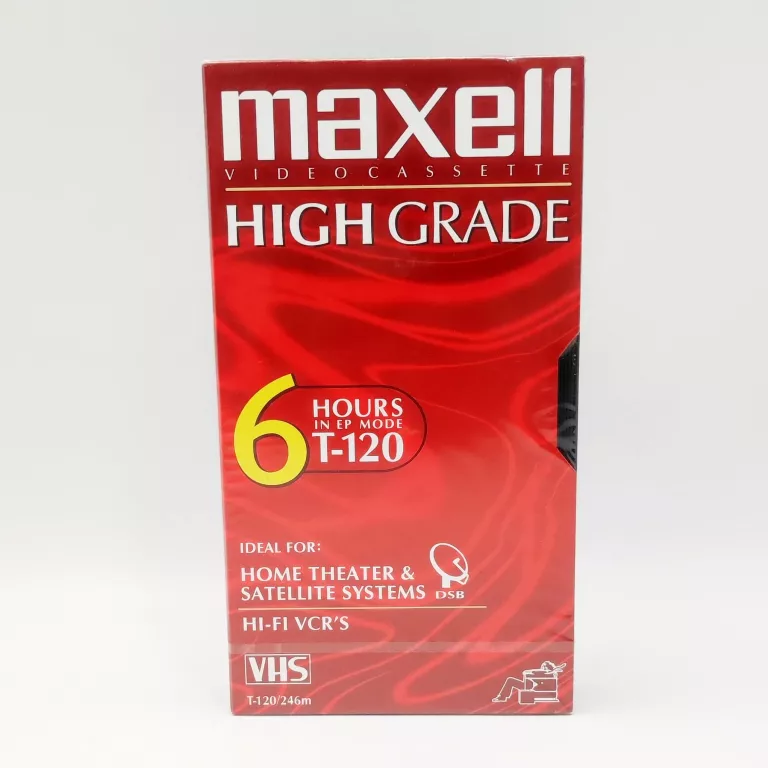 maxell
VIDEOCASSETTE
HIGH GRADE
6 HOURS
IN EP MODE
T-120
IDEAL FOR:
HOME THEATER &
SATELLITE SYSTEMS DSB
HI-FI VCR'S
VHS
T-120/246m